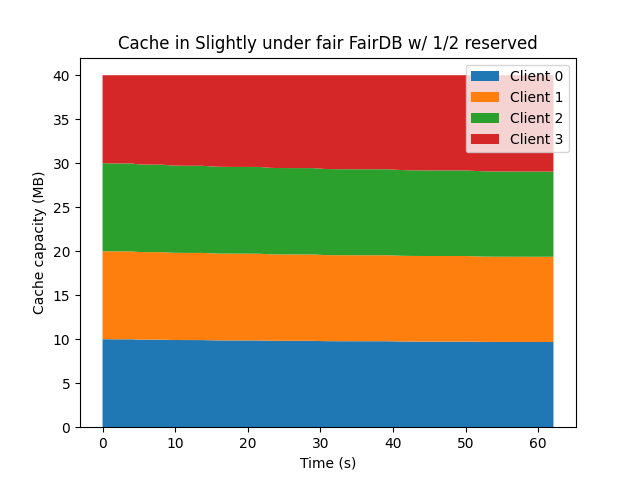 Cache in Slightly under fair FairDB w/ 1/2 reserved
Client 0
Client 1
Client 2
Client 3
Cache capacity (MB)
40
35
30
25
20
15
10
5
0
0 10 20 30 40 50 60
Time (s)